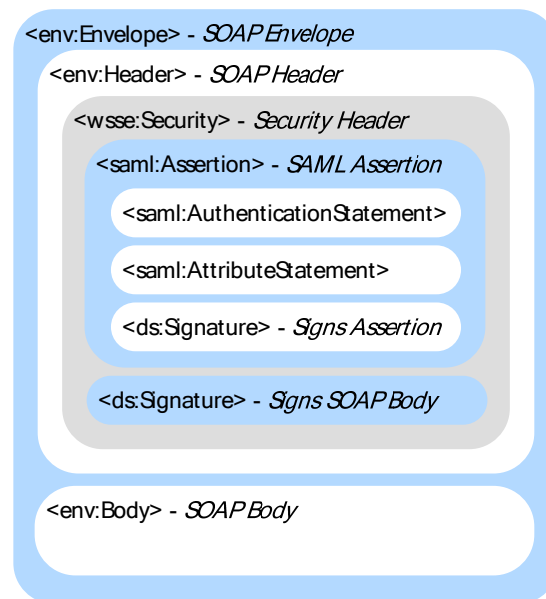 <env:Envelope> - SOAP Envelope
<env:Header> - SOAP Header
<wsse:Security> - Security Header
<saml:Assertion> - SAML Assertion
<saml:AuthenticationStatement>
<saml:AttributeStatement>
<ds:Signature> - Signs Assertion
<ds:Signature> - Signs SOAP Body
<env:Body> - SOAP Body